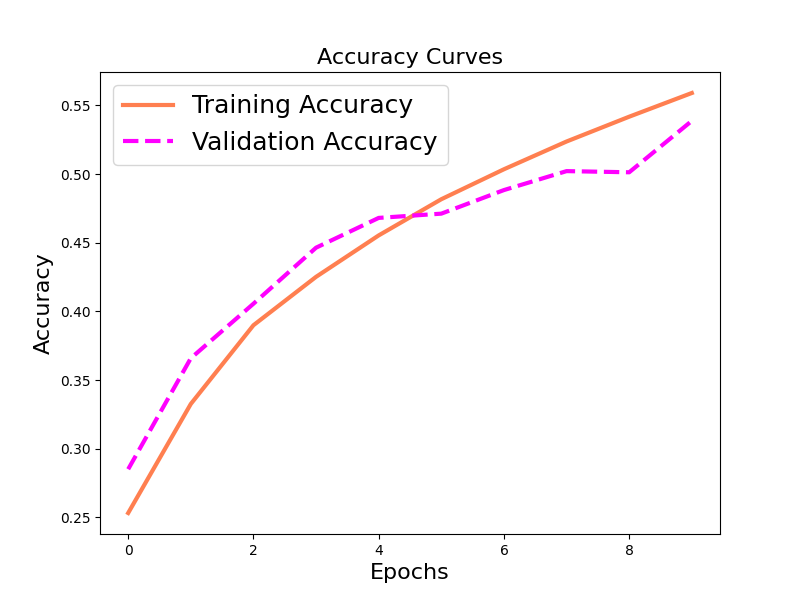 Accuracy Curves
Training Accuracy
Validation Accuracy
Accuracy
0.55
0.50
0.45
0.40
0.35
0.30
0.25
0 2 4 6 8
Epochs